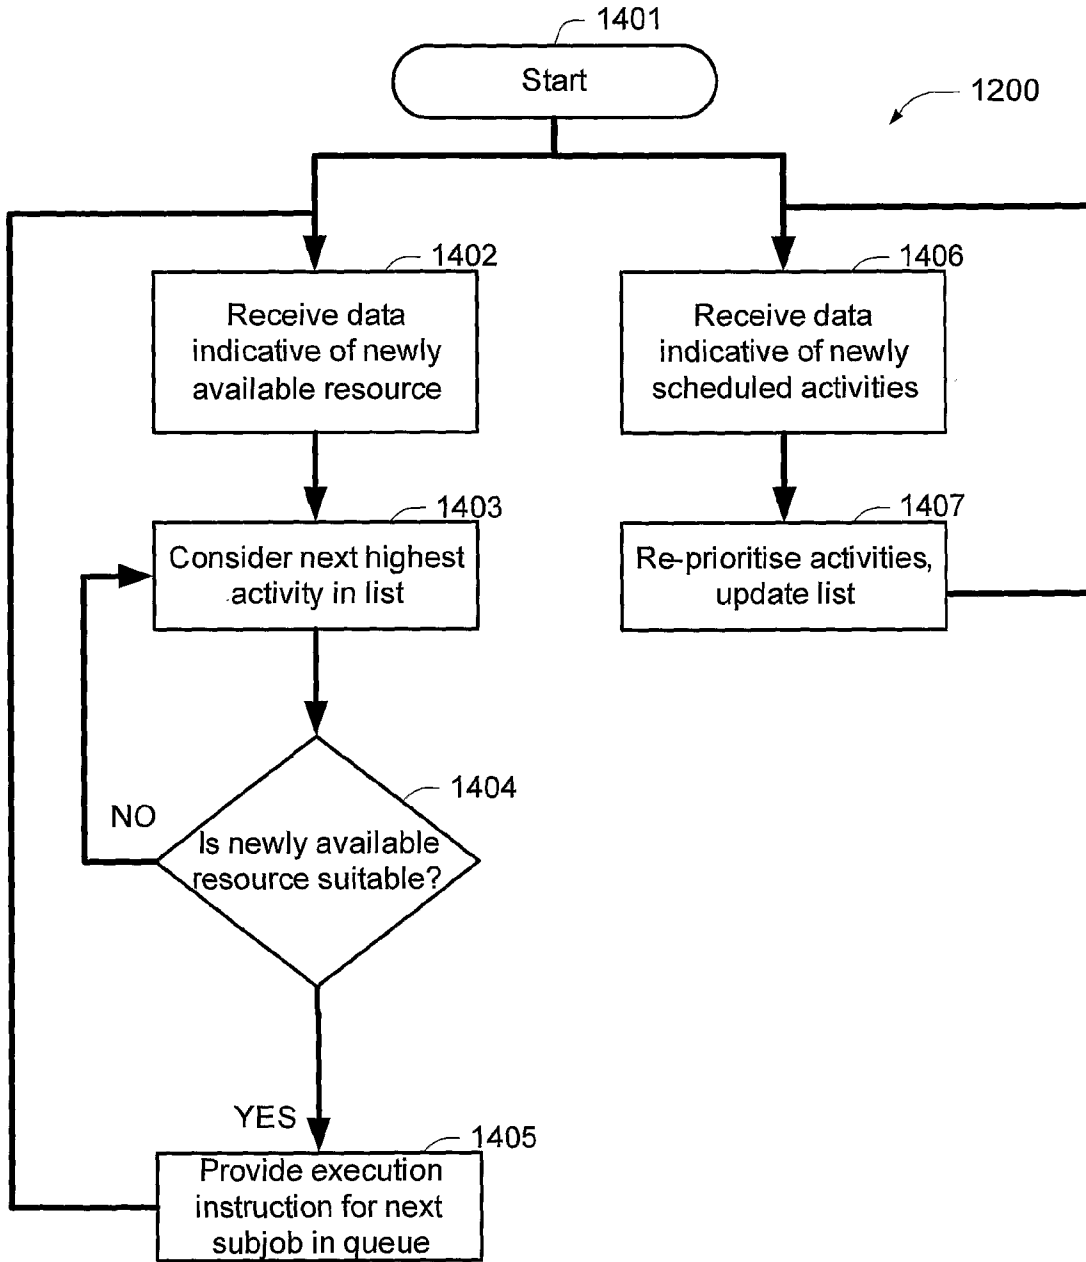 1401
Start
1200
1402
Receive data
indicative of newly
available resource
1406
Receive data
indicative of newly
scheduled activities
1403
Consider next highest
activity in list
1407
Re-prioritise activities,
update list
1404
NO
Is newly available
resource suitable?
YES
1405
Provide execution
instruction for next
subjob in queue